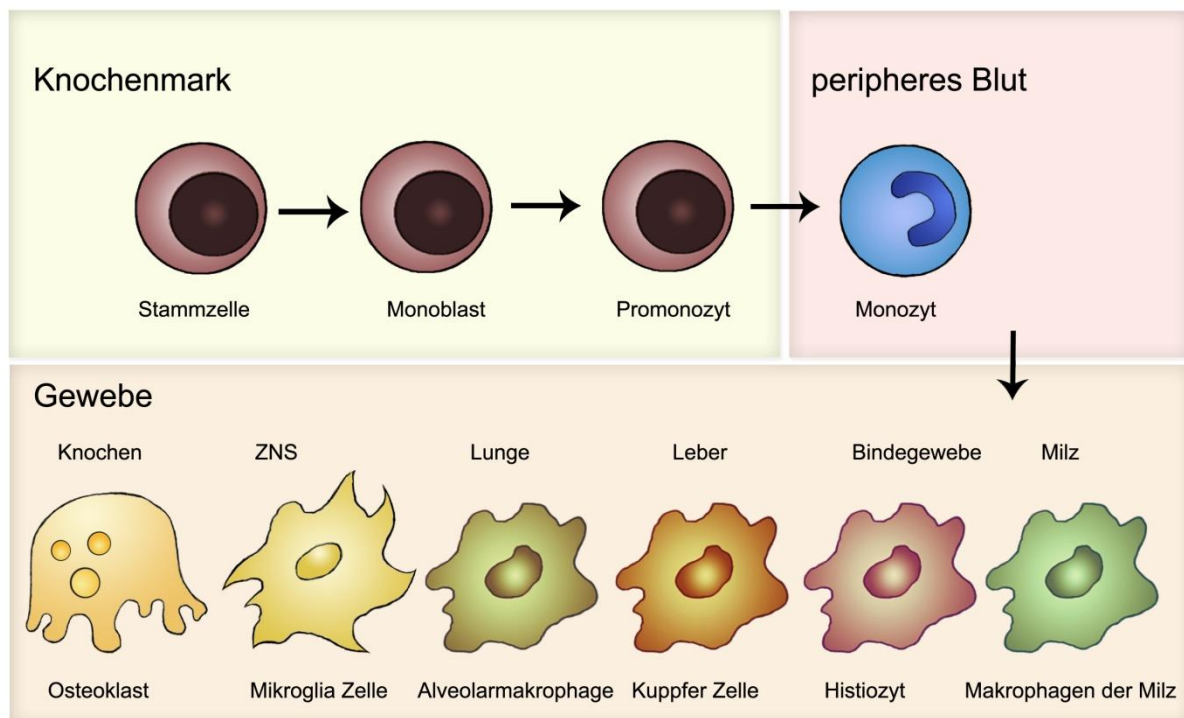 Knochenmark
peripheres Blut
Stammzelle
Monoblast
Promonozyt
Monozyt
Gewebe
Knochen
ZNS
Lunge
Leber
Bindegewebe
Milz
Osteoklast
Mikroglia Zelle
Alveolarmakrophage
Kuppfer Zelle
Histiozyt
Makrophagen der Milz